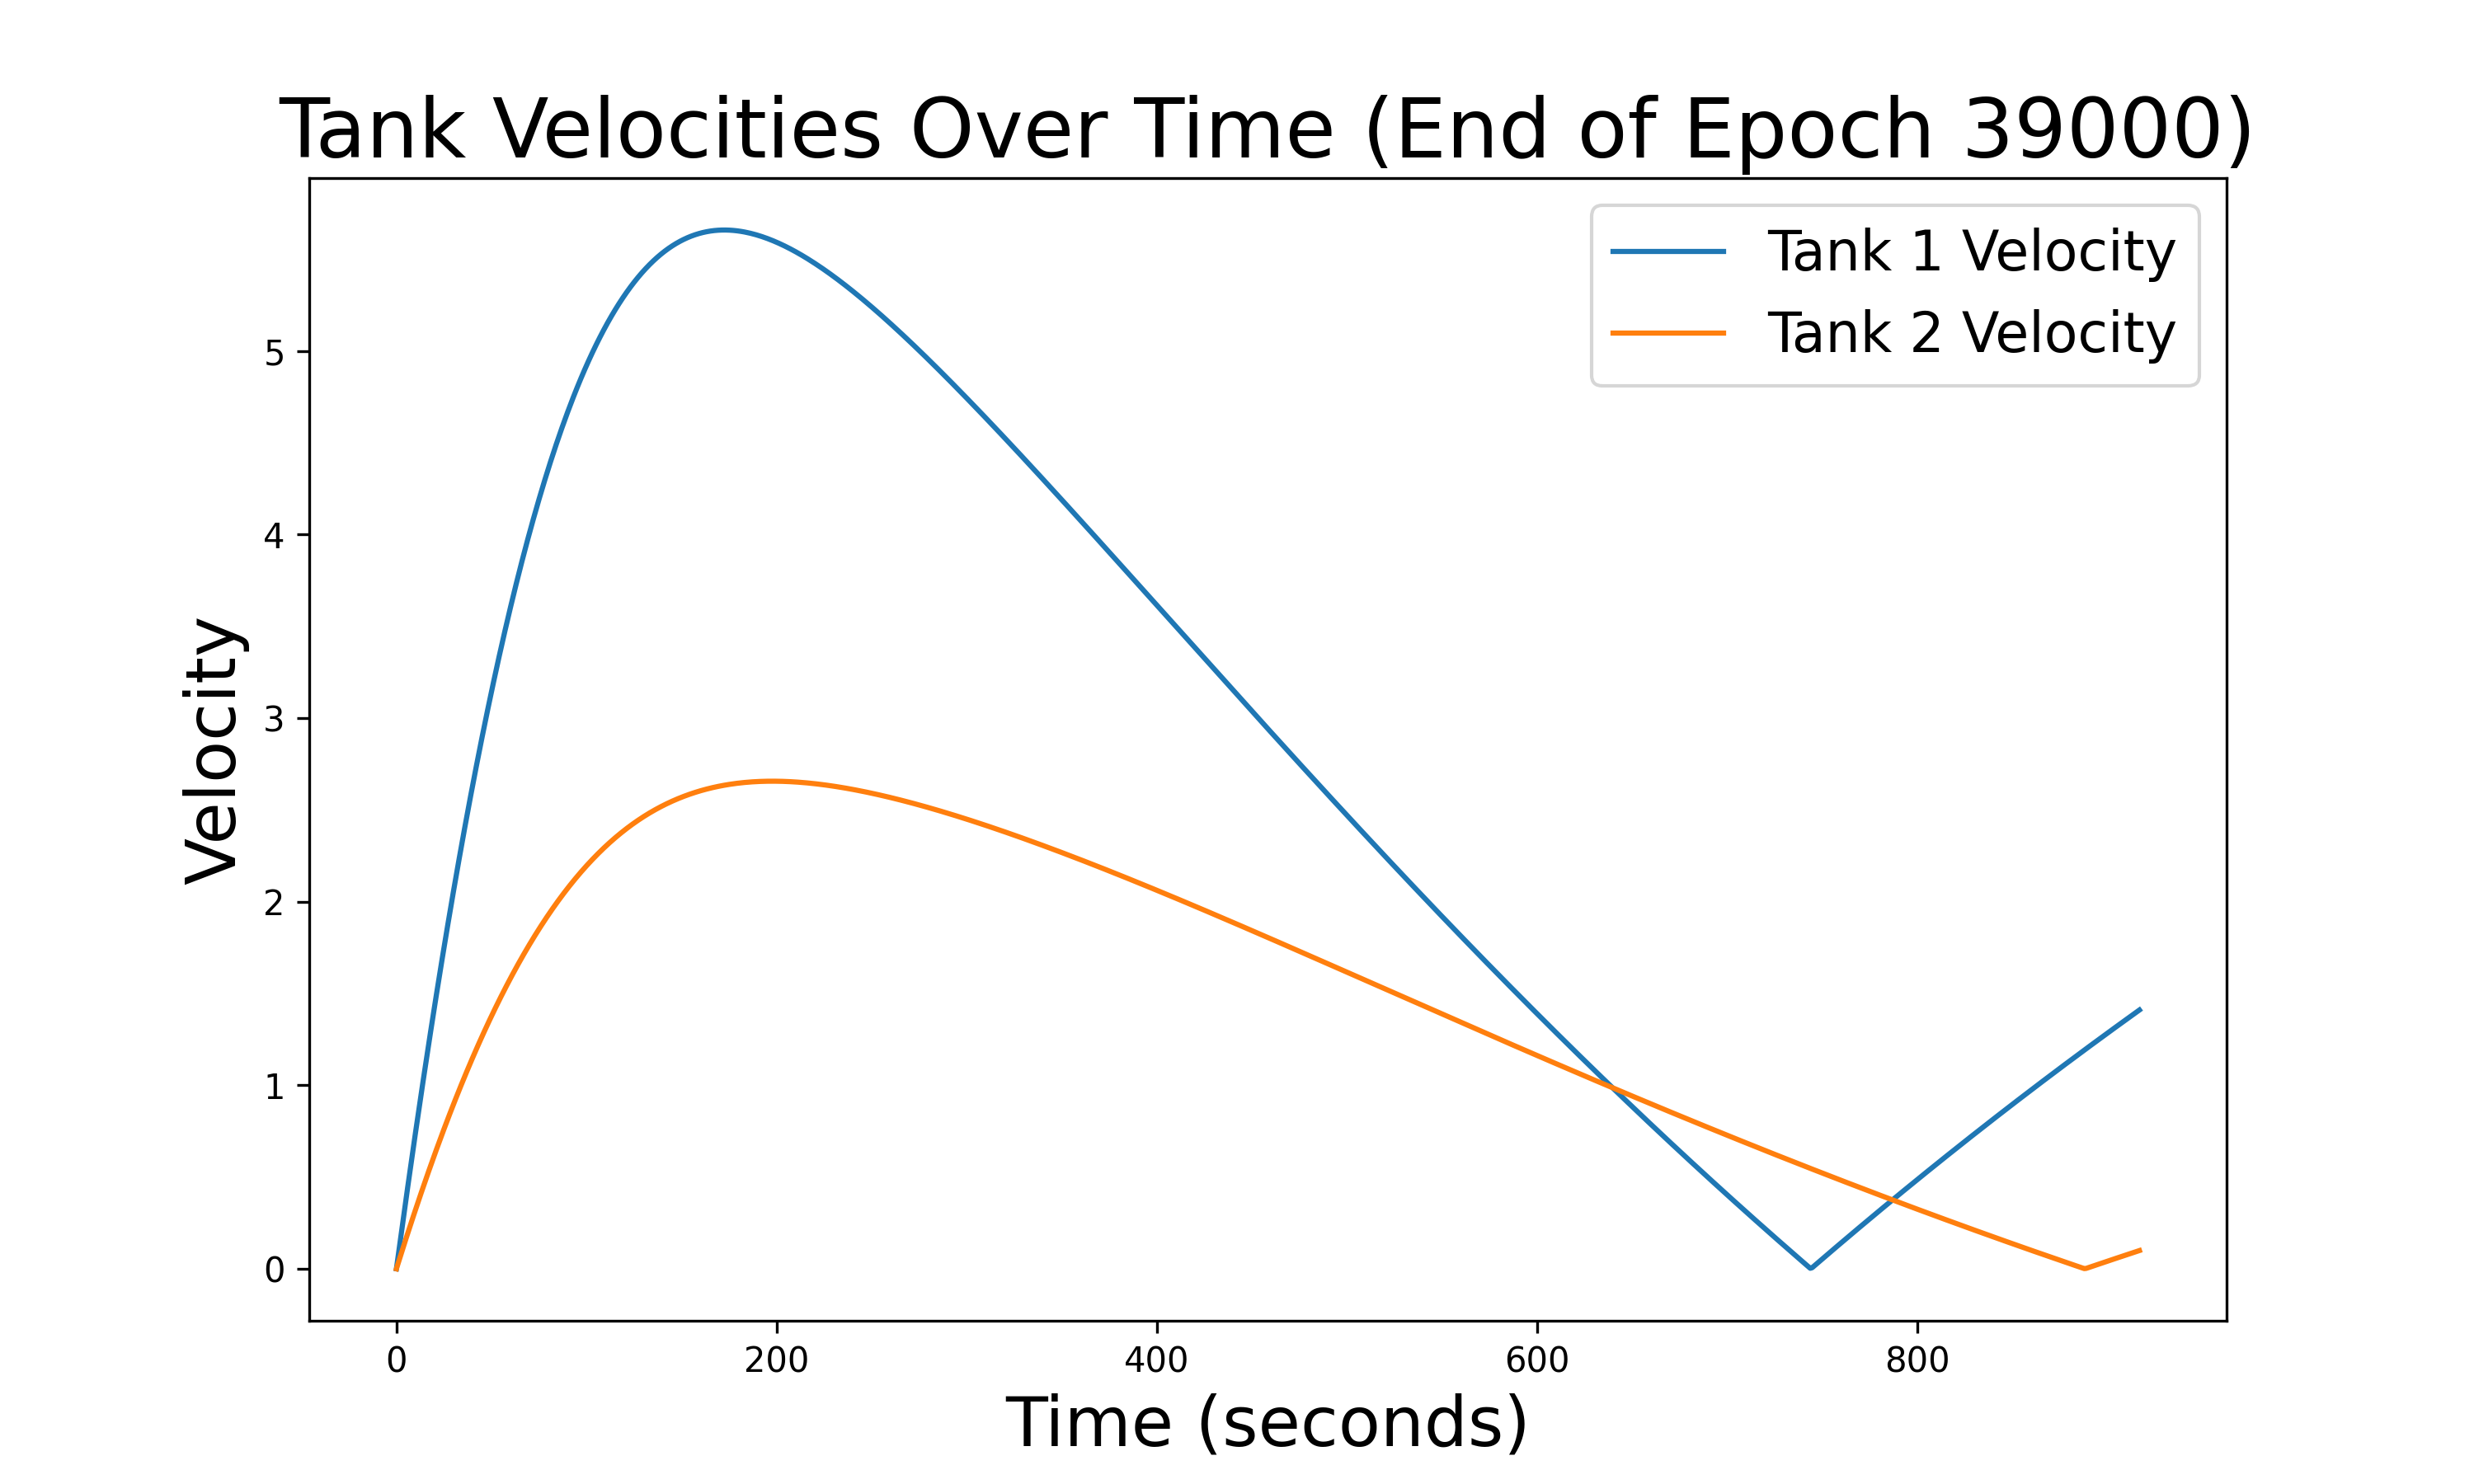 Tank Velocities Over Time (End of Epoch 39000)
Tank 1 Velocity
Tank 2 Velocity
Velocity
5
4
3
2
1
0
0 200 400 600 800
Time (seconds)